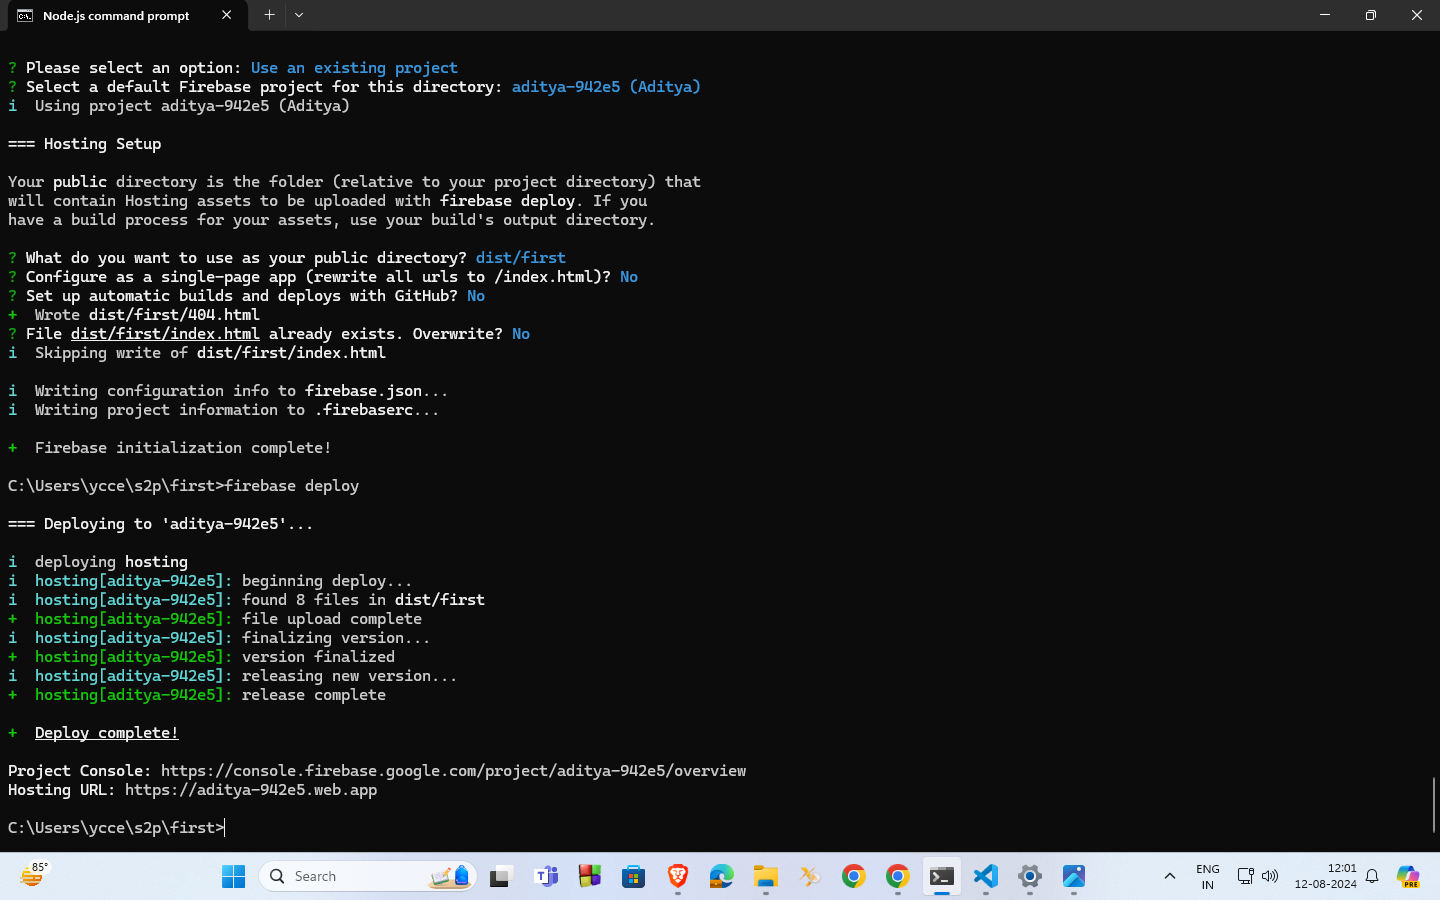 Node.js command prompt
? Please select an option: Use an existing project
? Select a default Firebase project for this directory: aditya-942e5 (Aditya)
i  Using project aditya-942e5 (Aditya)
=== Hosting Setup
Your public directory is the folder (relative to your project directory) that
will contain Hosting assets to be uploaded with firebase deploy. If you
have a build process for your assets, use your build's output directory.
? What do you want to use as your public directory? dist/first
? Configure as a single-page app (rewrite all urls to /index.html)? No
? Set up automatic builds and deploys with GitHub? No
+  Wrote dist/first/404.html
? File dist/first/index.html already exists. Overwrite? No
i  Skipping write of dist/first/index.html
i  Writing configuration info to firebase.json...
i  Writing project information to .firebaserc...
+  Firebase initialization complete!
C:\Users\ycce\s2p\first>firebase deploy
=== Deploying to 'aditya-942e5'...
i  deploying hosting
i  hosting[aditya-942e5]: beginning deploy...
i  hosting[aditya-942e5]: found 8 files in dist/first
+  hosting[aditya-942e5]: file upload complete
i  hosting[aditya-942e5]: finalizing version...
+  hosting[aditya-942e5]: version finalized
i  hosting[aditya-942e5]: releasing new version...
+  hosting[aditya-942e5]: release complete
+  Deploy complete!
Project Console: https://console.firebase.google.com/project/aditya-942e5/overview
Hosting URL: https://aditya-942e5.web.app
C:\Users\ycce\s2p\first>
85°
Search
ENG
IN
12:01
12-08-2024
PRE